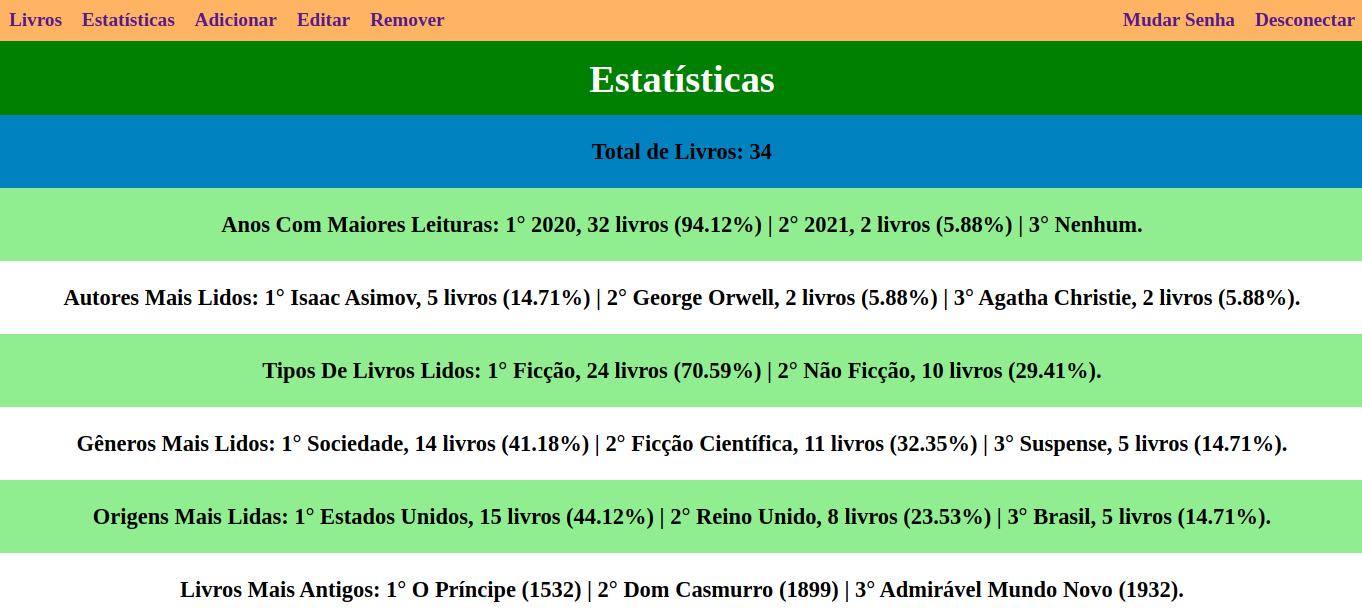 Livros Estatísticas Adicionar Editar Remover Mudar Senha Desconectar
Estatísticas
Total de Livros: 34
Anos Com Maiores Leituras: 1° 2020, 32 livros (94.12%) | 2° 2021, 2 livros (5.88%) | 3° Nenhum.
Autores Mais Lidos: 1° Isaac Asimov, 5 livros (14.71%) | 2° George Orwell, 2 livros (5.88%) | 3° Agatha Christie, 2 livros (5.88%).
Tipos De Livros Lidos: 1° Ficção, 24 livros (70.59%) | 2° Não Ficção, 10 livros (29.41%).
Gêneros Mais Lidos: 1° Sociedade, 14 livros (41.18%) | 2° Ficção Científica, 11 livros (32.35%) | 3° Suspense, 5 livros (14.71%).
Origens Mais Lidas: 1° Estados Unidos, 15 livros (44.12%) | 2° Reino Unido, 8 livros (23.53%) | 3° Brasil, 5 livros (14.71%).
Livros Mais Antigos: 1° O Príncipe (1532) | 2° Dom Casmurro (1899) | 3° Admirável Mundo Novo (1932).